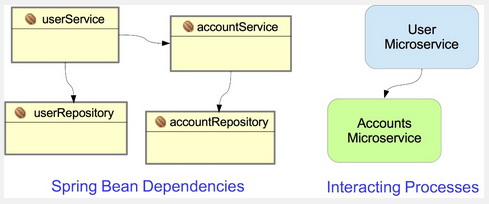 userService
accountService
userRepository
accountRepository
Spring Bean Dependencies
User
Microservice
Accounts
Microservice
Interacting Processes